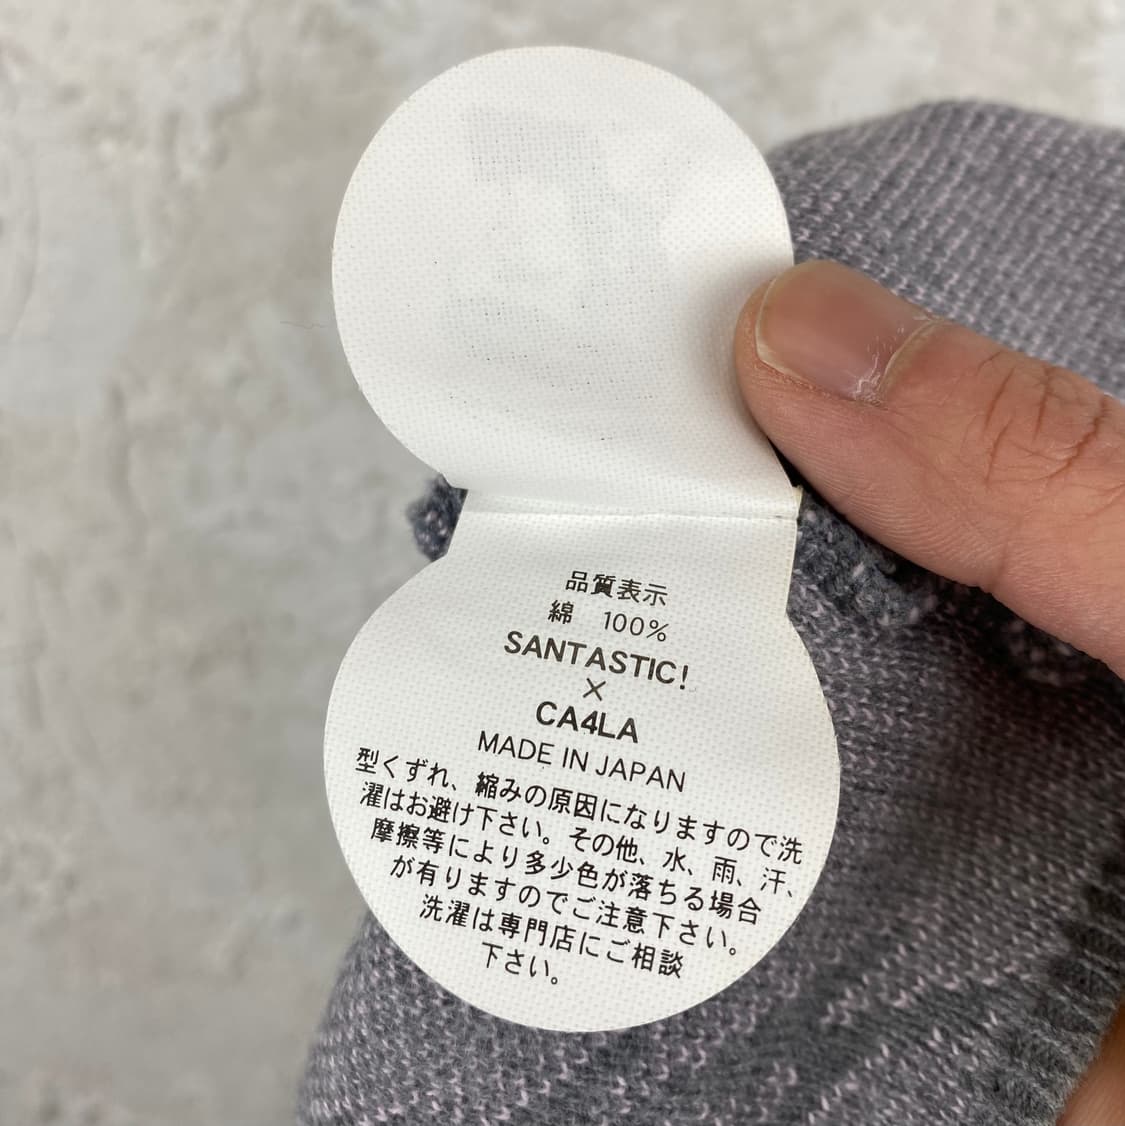 品質表示
綿 100%
SANTASTIC!
×
CA4LA
MADE IN JAPAN
型くずれ、縮みの原因になりますので洗
濯はお避け下さい。その他、水、雨、汗、
摩擦等により多少色が落ちる場合
が有りますのでご注意下さい。
洗濯は専門店にご相談
下さい。